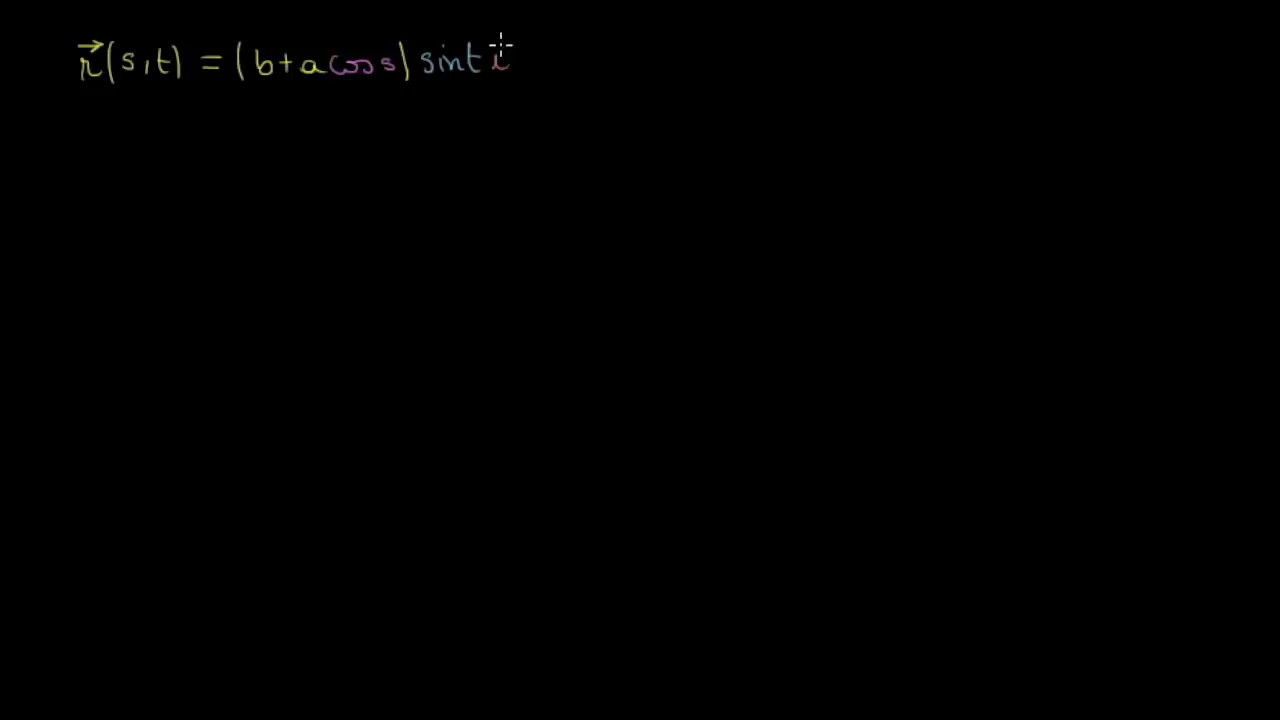 r⃗(s,t) = (b+a cos s) sin t i